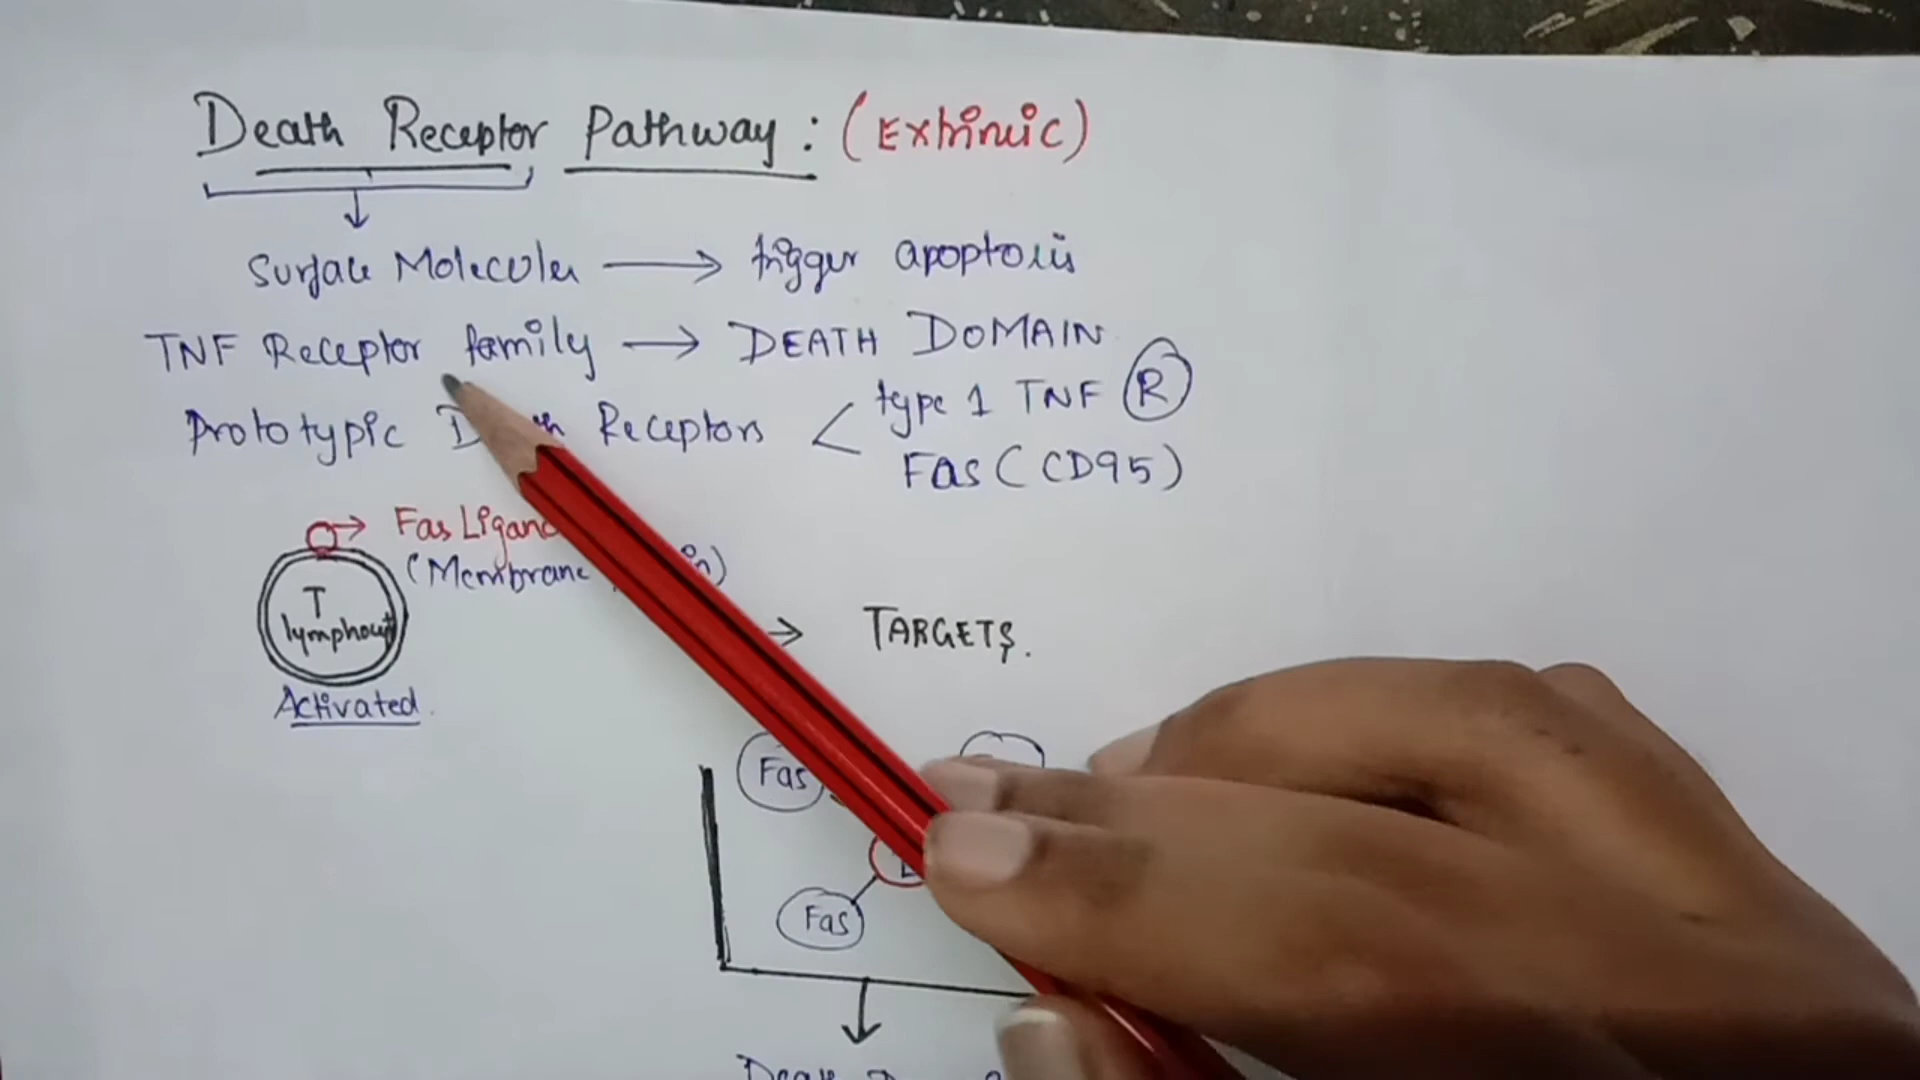 Death Receptor Pathway : (Extrinsic)
Surface Molecules → trigger apoptosis
TNF Receptor family → DEATH DOMAIN
Prototypic Receptors < type 1 TNF R
Fas (CD95)
Fas Ligand
(Membrane
T
lymphocyte
Activated
→ TARGETS.
Fas
Fas